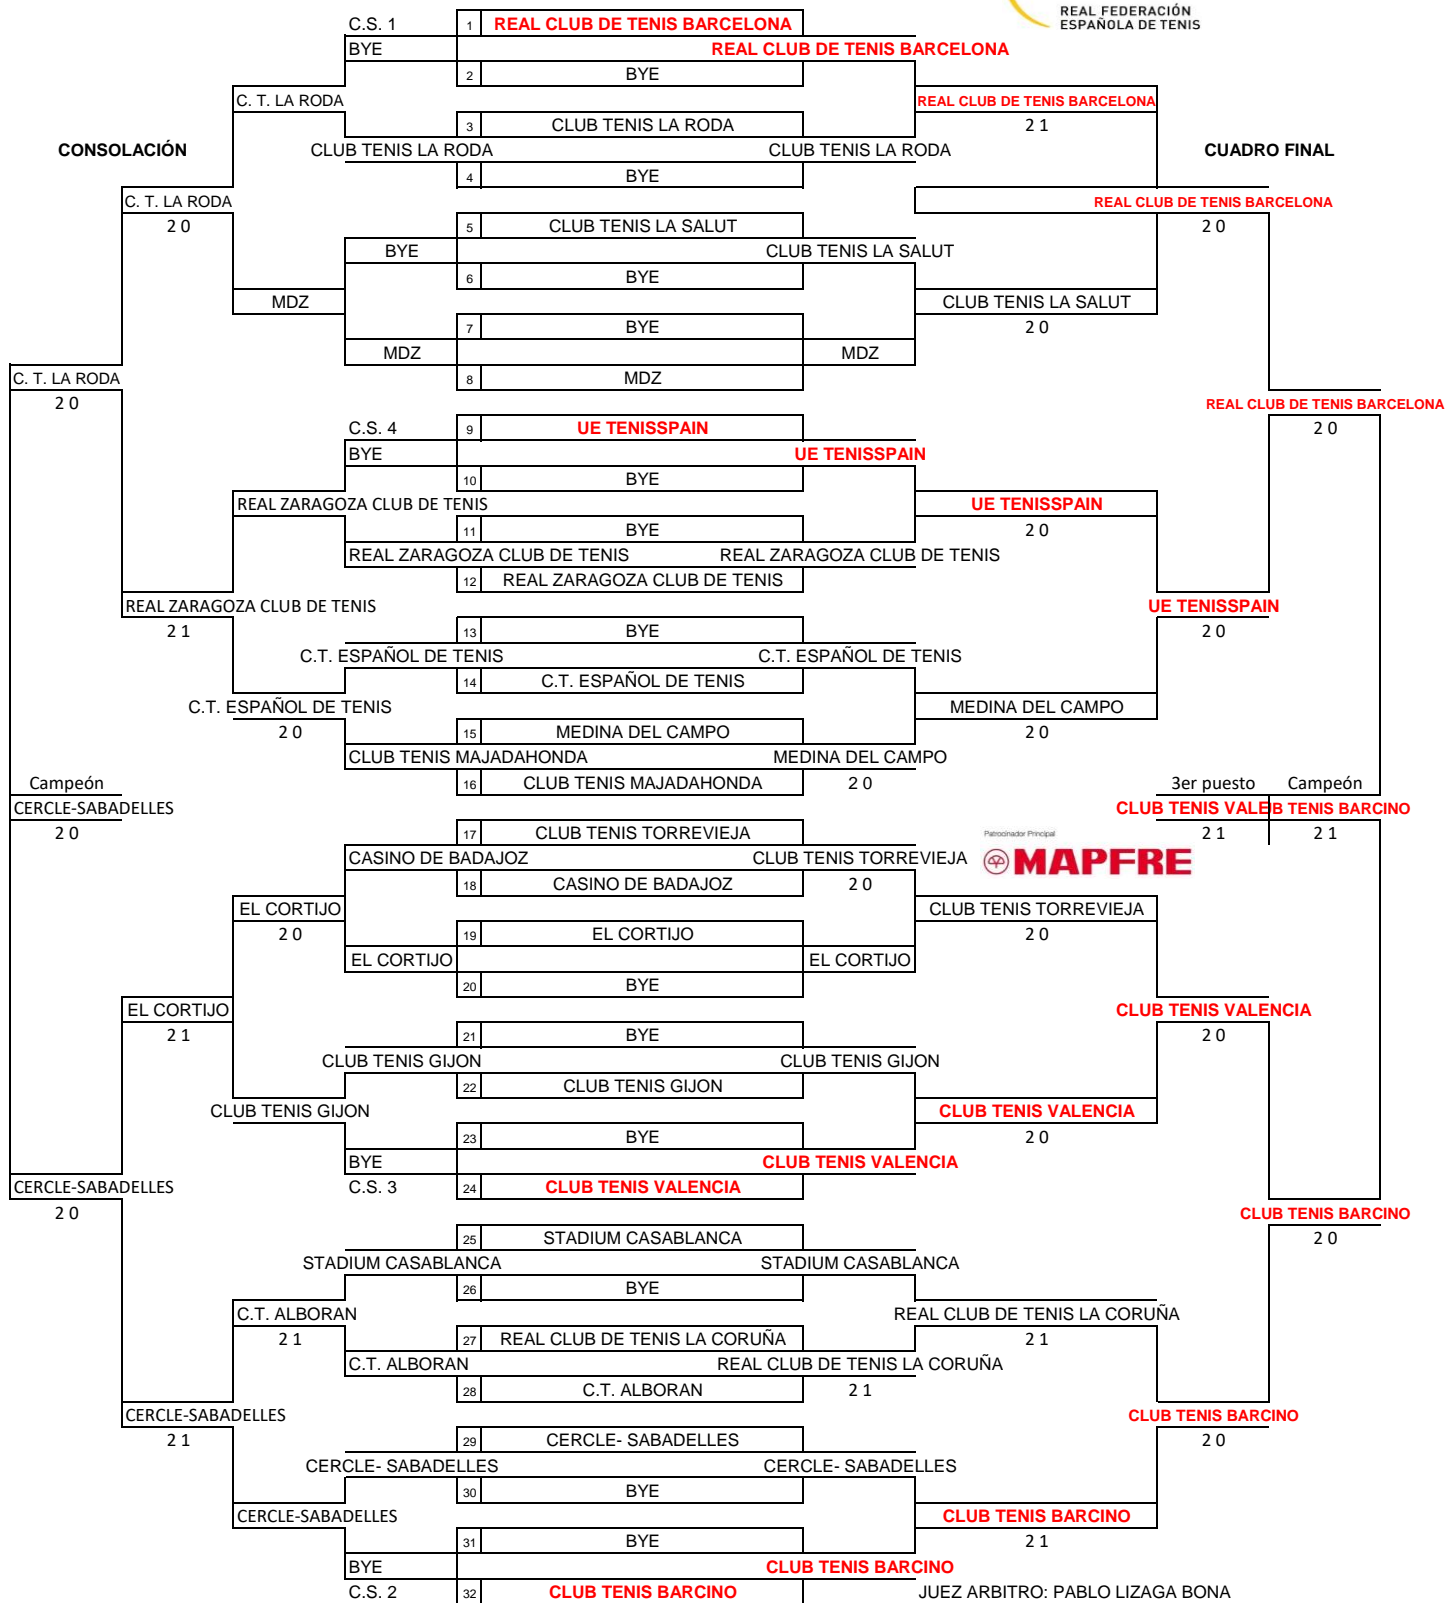 REAL FEDERACIÓN
ESPAÑOLA DE TENIS
C.S. 1 1 REAL CLUB DE TENIS BARCELONA
BYE REAL CLUB DE TENIS BARCELONA
2 BYE
C. T. LA RODA REAL CLUB DE TENIS BARCELONA
3 CLUB TENIS LA RODA 2 1
CONSOLACIÓN CLUB TENIS LA RODA CLUB TENIS LA RODA CUADRO FINAL
4 BYE
C. T. LA RODA REAL CLUB DE TENIS BARCELONA
2 0 5 CLUB TENIS LA SALUT 2 0
BYE CLUB TENIS LA SALUT
6 BYE
MDZ CLUB TENIS LA SALUT
7 BYE 2 0
MDZ MDZ
C. T. LA RODA 8 MDZ
2 0 REAL CLUB DE TENIS BARCELONA
C.S. 4 9 UE TENISSPAIN 2 0
BYE UE TENISSPAIN
10 BYE
REAL ZARAGOZA CLUB DE TENIS UE TENISSPAIN
11 BYE 2 0
REAL ZARAGOZA CLUB DE TENIS REAL ZARAGOZA CLUB DE TENIS
12 REAL ZARAGOZA CLUB DE TENIS
REAL ZARAGOZA CLUB DE TENIS UE TENISSPAIN
2 1 13 BYE 2 0
C.T. ESPAÑOL DE TENIS C.T. ESPAÑOL DE TENIS
14 C.T. ESPAÑOL DE TENIS
C.T. ESPAÑOL DE TENIS MEDINA DEL CAMPO
2 0 15 MEDINA DEL CAMPO 2 0
CLUB TENIS MAJADAHONDA MEDINA DEL CAMPO
Campeón 16 CLUB TENIS MAJADAHONDA 2 0 3er puesto Campeón
CERCLE-SABADELLES CLUB TENIS VALE B TENIS BARCINO
2 0 17 CLUB TENIS TORREVIEJA Patrocinador Principal 2 1 2 1
CASINO DE BADAJOZ CLUB TENIS TORREVIEJA MAPFRE
18 CASINO DE BADAJOZ 2 0
EL CORTIJO CLUB TENIS TORREVIEJA
2 0 19 EL CORTIJO 2 0
EL CORTIJO EL CORTIJO
20 BYE
EL CORTIJO CLUB TENIS VALENCIA
2 1 21 BYE 2 0
CLUB TENIS GIJON CLUB TENIS GIJON
22 CLUB TENIS GIJON
CLUB TENIS GIJON CLUB TENIS VALENCIA
23 BYE 2 0
BYE CLUB TENIS VALENCIA
CERCLE-SABADELLES C.S. 3 24 CLUB TENIS VALENCIA
2 0 CLUB TENIS BARCINO
25 STADIUM CASABLANCA 2 0
STADIUM CASABLANCA STADIUM CASABLANCA
26 BYE
C.T. ALBORAN REAL CLUB DE TENIS LA CORUÑA
2 1 27 REAL CLUB DE TENIS LA CORUÑA 2 1
C.T. ALBORAN REAL CLUB DE TENIS LA CORUÑA
28 C.T. ALBORAN 2 1
CERCLE-SABADELLES CLUB TENIS BARCINO
2 1 29 CERCLE- SABADELLES 2 0
CERCLE- SABADELLES CERCLE- SABADELLES
30 BYE
CERCLE-SABADELLES CLUB TENIS BARCINO
31 BYE 2 1
BYE CLUB TENIS BARCINO
C.S. 2 32 CLUB TENIS BARCINO JUEZ ARBITRO: PABLO LIZAGA BONA